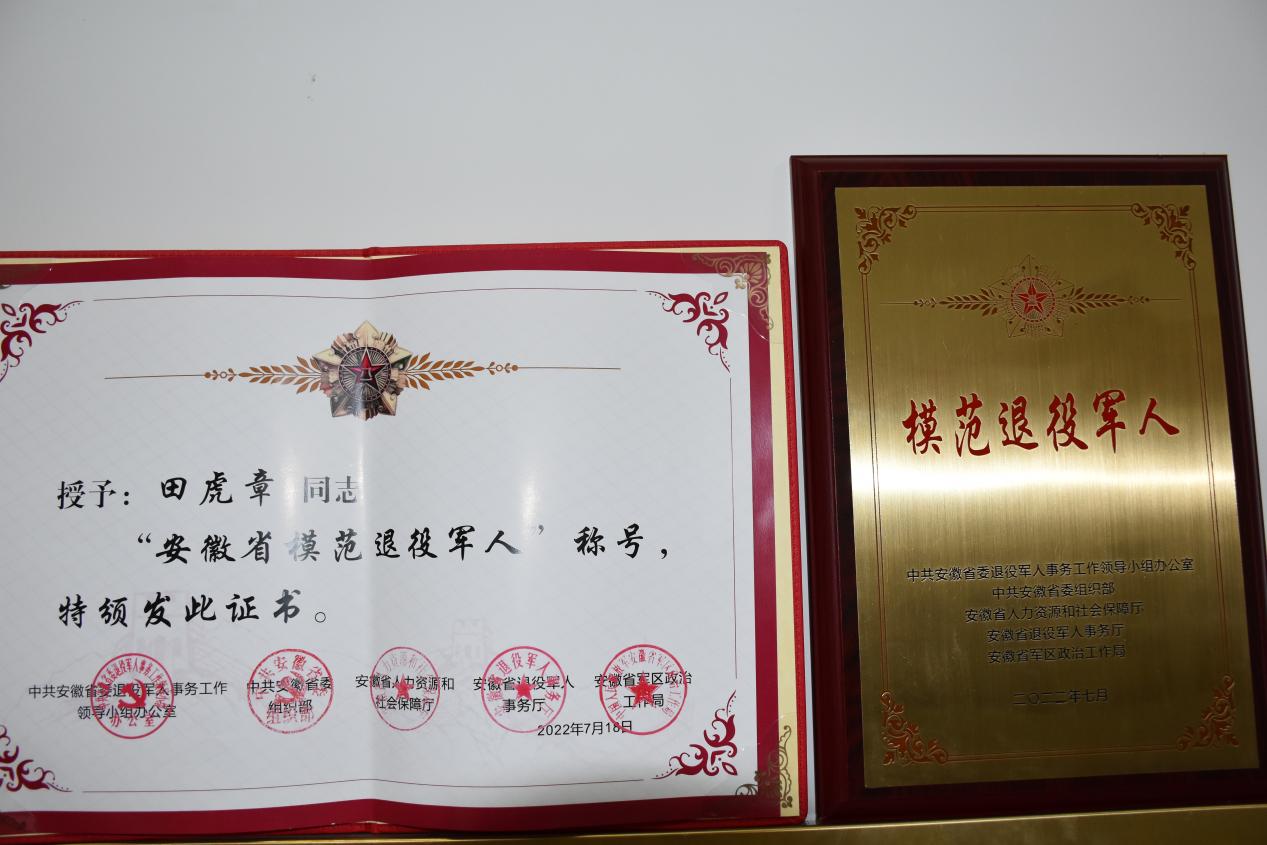 授予：田虎章 同志
“安徽省模范退役军人”称号，
特颁发此证书。
中共安徽省委退役军人事务工作
领导小组办公室
中共安徽省委
组织部
安徽省人力资源和
社会保障厅
安徽省退役军人
事务厅
安徽省军区政治
工作局
2022年7月18日
模范退役军人
中共安徽省委退役军人事务工作领导小组办公室
中共安徽省委组织部
安徽省人力资源和社会保障厅
安徽省退役军人事务厅
安徽省军区政治工作局
二〇二二年七月